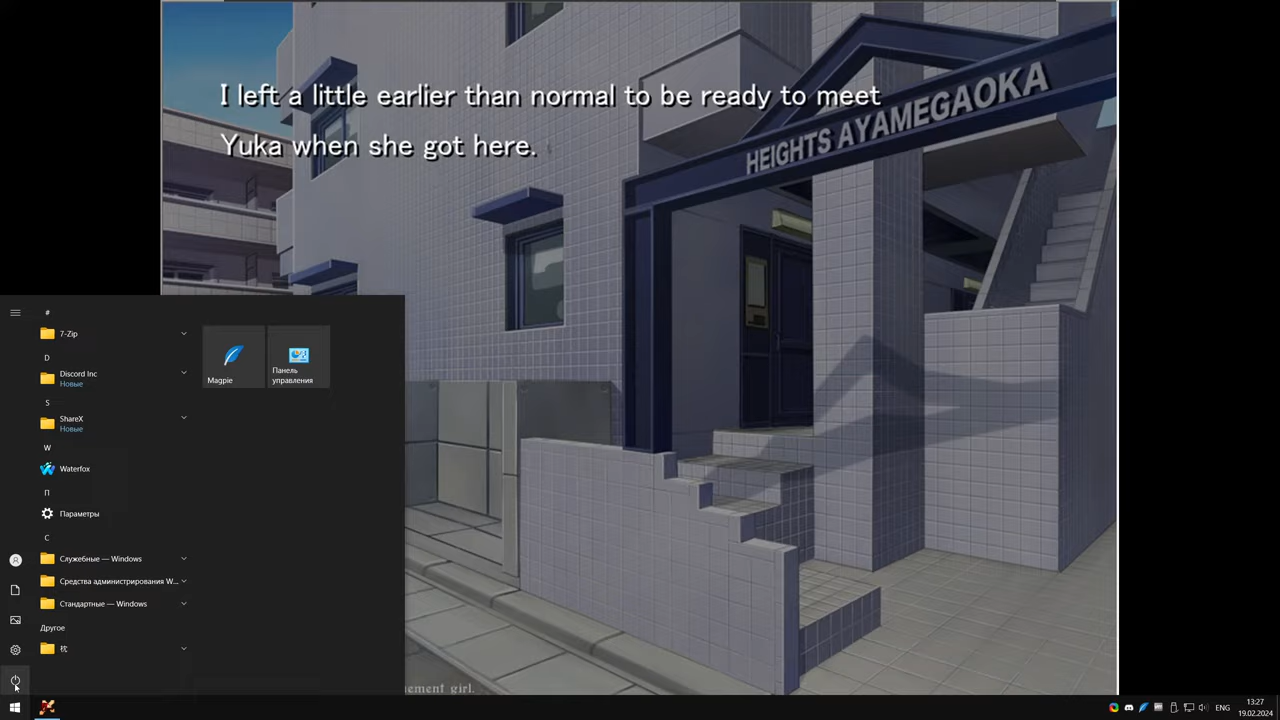 I left a little earlier than normal to be ready to meet
Yuka when she got here.
HEIGHTS AYAMEGAOKA
#
7-Zip
D
Discord Inc
Новые
S
ShareX
Новые
W
Waterfox
П
Параметры
С
Служебные — Windows
Средства администрирования W...
Стандартные — Windows
Другое
枕
Magpie
Панель
управления
ement girl.
ENG
13:27
19.02.2024